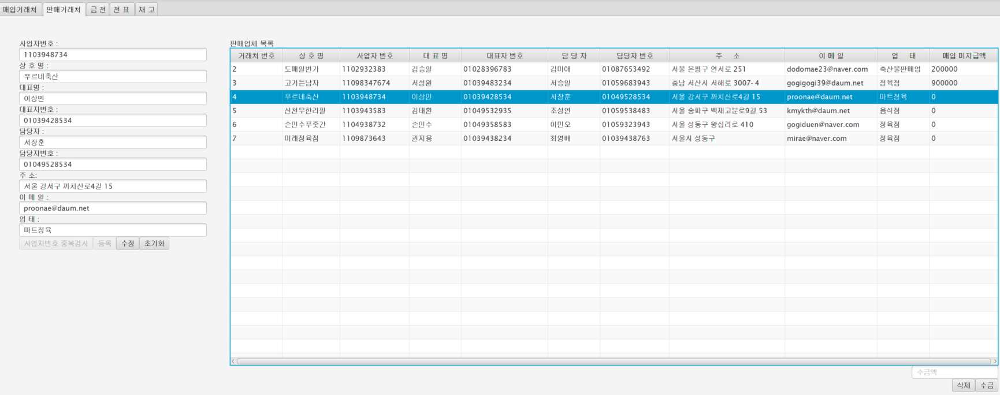 매입거래처 판매거래처 금 전 전 표 재 고
사업자번호 :
1103948734
상 호 명 :
푸르네축산
대표명 :
이상민
대표자번호 :
01039428534
담당자 :
서장훈
담당자번호 :
01049528534
주 소:
서울 강서구 까치산로4길 15
이 메 일 :
proonae@daum.net
업 태 :
마트정육
사업자번호 중복검사 등록 수정 초기화
판매업체 목록
거래처 번호 상 호 명 사업자 번호 대 표 명 대표자 번호 담 당 자 담당자 번호 주 소 이 메 일 업 태 매입 미지급액
2 도매일번가 1102932383 김승일 01028396783 김미애 01087653492 서울 은평구 연서로 251 dodomae23@naver.com 축산물판매업 200000
3 고기든남자 11098347674 서성원 01039483234 서승일 01059683943 충남 서산시 서해로 3007- 4 gogigogi39@daum.net 정육점 900000
4 푸르네축산 1103948734 이상민 01039428534 서장훈 01049528534 서울 강서구 까치산로4길 15 proonae@daum.net 마트정육 0
5 신천무한리필 1103943583 김태환 01049532935 조성연 01059538483 서울 송파구 백제고분로9길 53 kmykth@daum.net 음식점 0
6 손민수푸줏간 1104938732 손민수 01049358583 이민오 01059323943 서울 성동구 왕십리로 410 gogiduen@naver.com 정육점 0
7 미래정육점 1109873643 권지용 01039438234 최영배 01039438763 서울시 성동구 mirae@naver.com 정육점 0
수금액
삭제 수금